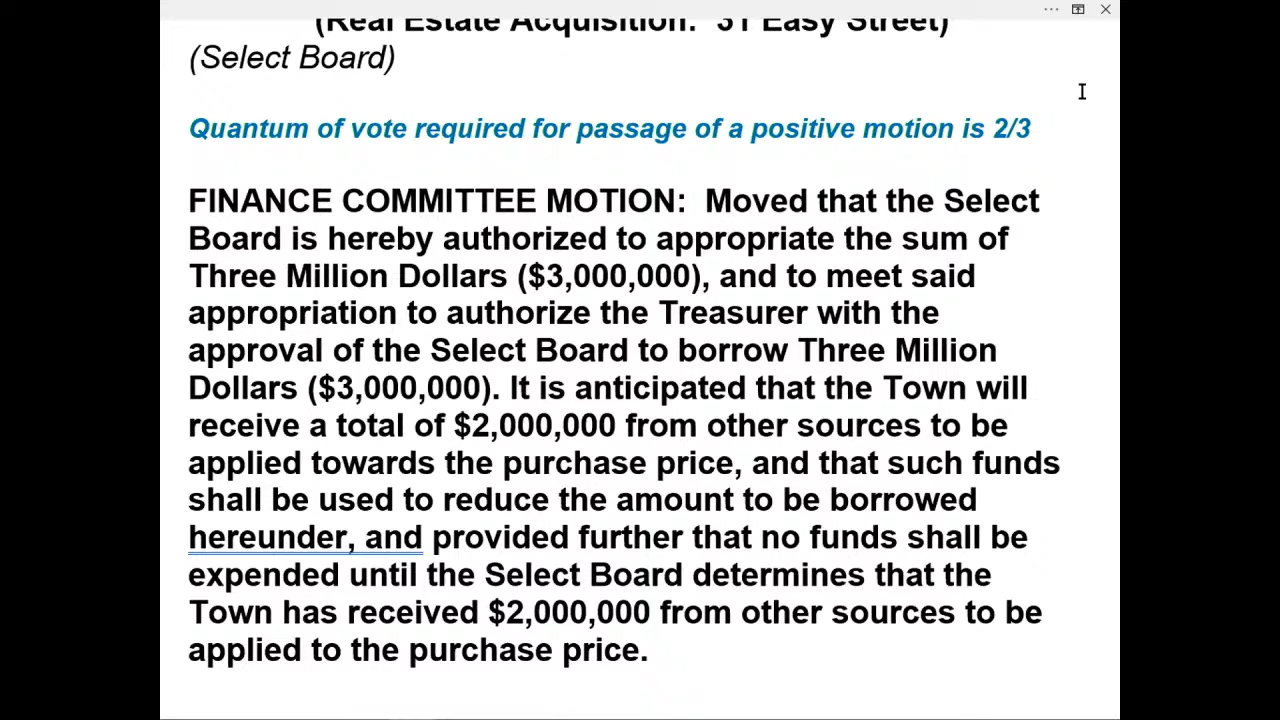 (Real Estate Acquisition: 31 Easy Street)
(Select Board)
Quantum of vote required for passage of a positive motion is 2/3
FINANCE COMMITTEE MOTION: Moved that the Select
Board is hereby authorized to appropriate the sum of
Three Million Dollars ($3,000,000), and to meet said
appropriation to authorize the Treasurer with the
approval of the Select Board to borrow Three Million
Dollars ($3,000,000). It is anticipated that the Town will
receive a total of $2,000,000 from other sources to be
applied towards the purchase price, and that such funds
shall be used to reduce the amount to be borrowed
hereunder, and provided further that no funds shall be
expended until the Select Board determines that the
Town has received $2,000,000 from other sources to be
applied to the purchase price.